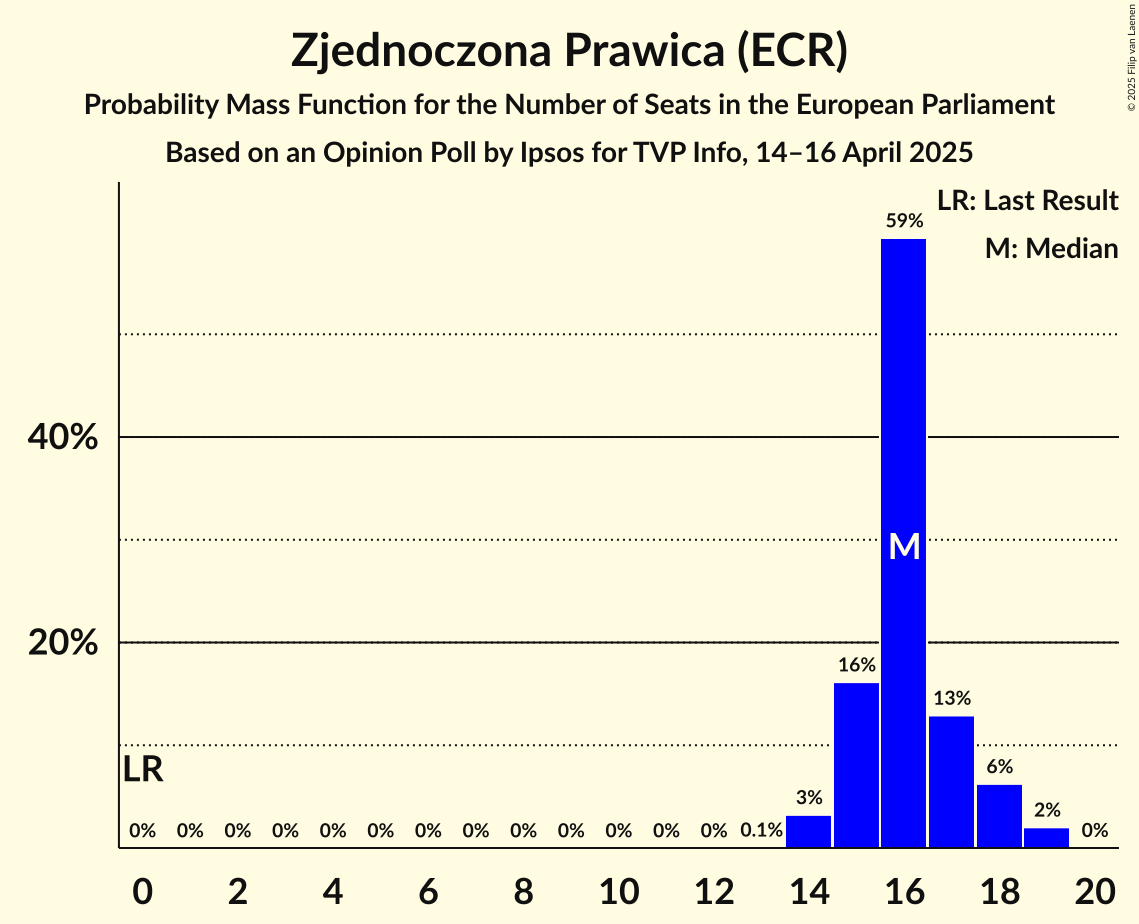 Zjednoczona Prawica (ECR)
Probability Mass Function for the Number of Seats in the European Parliament
Based on an Opinion Poll by Ipsos for TVP Info, 14–16 April 2025
© 2025 Filip van Laenen
LR: Last Result
M: Median
59%
40%
M
20%
16%
13%
LR
6%
3%
2%
0% 0% 0% 0% 0% 0% 0% 0% 0% 0% 0% 0% 0% 0.1% 0%
0 2 4 6 8 10 12 14 16 18 20